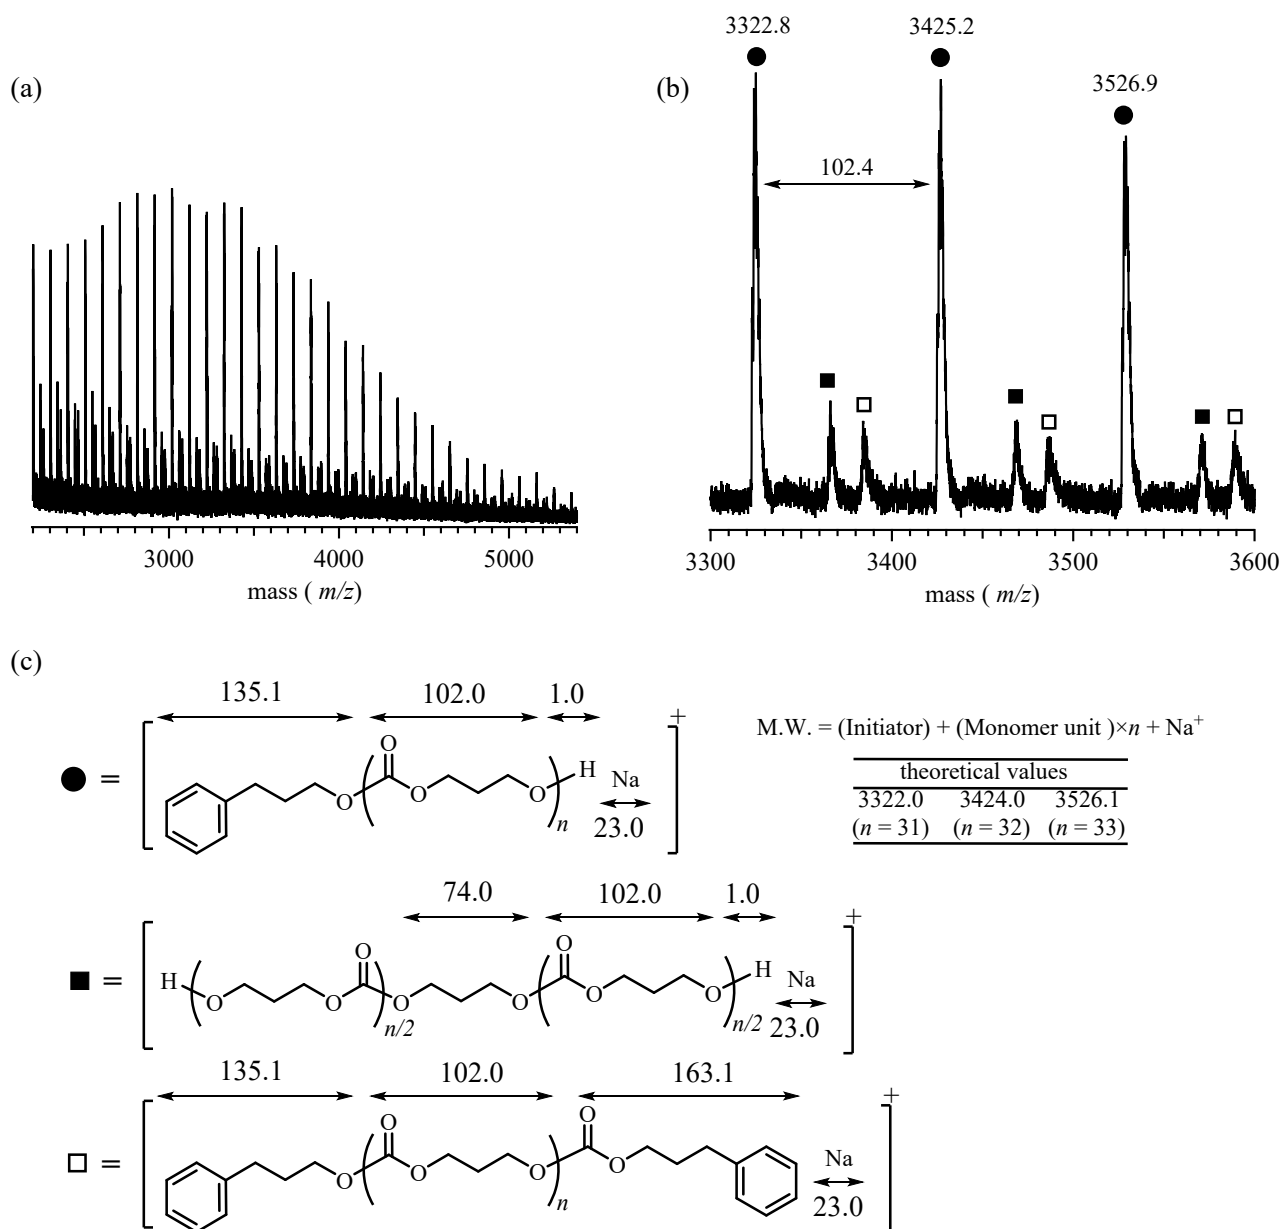 (a)
3000
4000
5000
mass ( m/z)
(b)
3322.8
3425.2
3526.9
102.4
3300
3400
3500
3600
mass ( m/z)
(c)
135.1
102.0
1.0
+
=
O
O
O
O
H
n
Na
23.0
M.W. = (Initiator) + (Monomer unit )×n + Na+
theoretical values
3322.0 3424.0 3526.1
(n = 31) (n = 32) (n = 33)
74.0
102.0
1.0
+
=
H
O
O
O
n/2
O
O
O
O
O
H
n/2
Na
23.0
135.1
102.0
163.1
+
=
O
O
O
O
n
O
O
Na
23.0